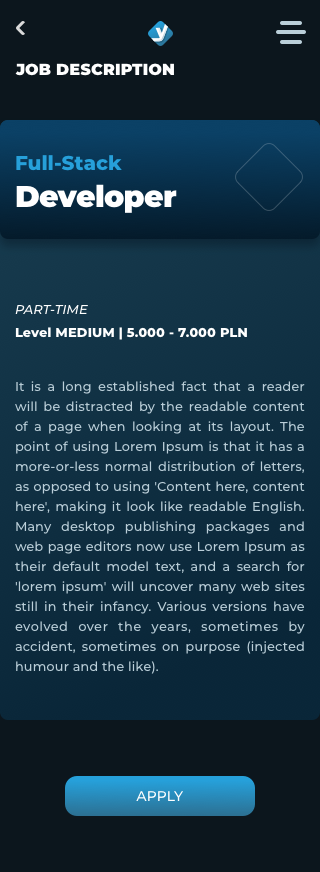 y
JOB DESCRIPTION
Full-Stack
Developer
PART-TIME
Level MEDIUM | 5.000 - 7.000 PLN
It is a long established fact that a reader
will be distracted by the readable content
of a page when looking at its layout. The
point of using Lorem Ipsum is that it has a
more-or-less normal distribution of letters,
as opposed to using 'Content here, content
here', making it look like readable English.
Many desktop publishing packages and
web page editors now use Lorem Ipsum as
their default model text, and a search for
'lorem ipsum' will uncover many web sites
still in their infancy. Various versions have
evolved over the years, sometimes by
accident, sometimes on purpose (injected
humour and the like).
APPLY